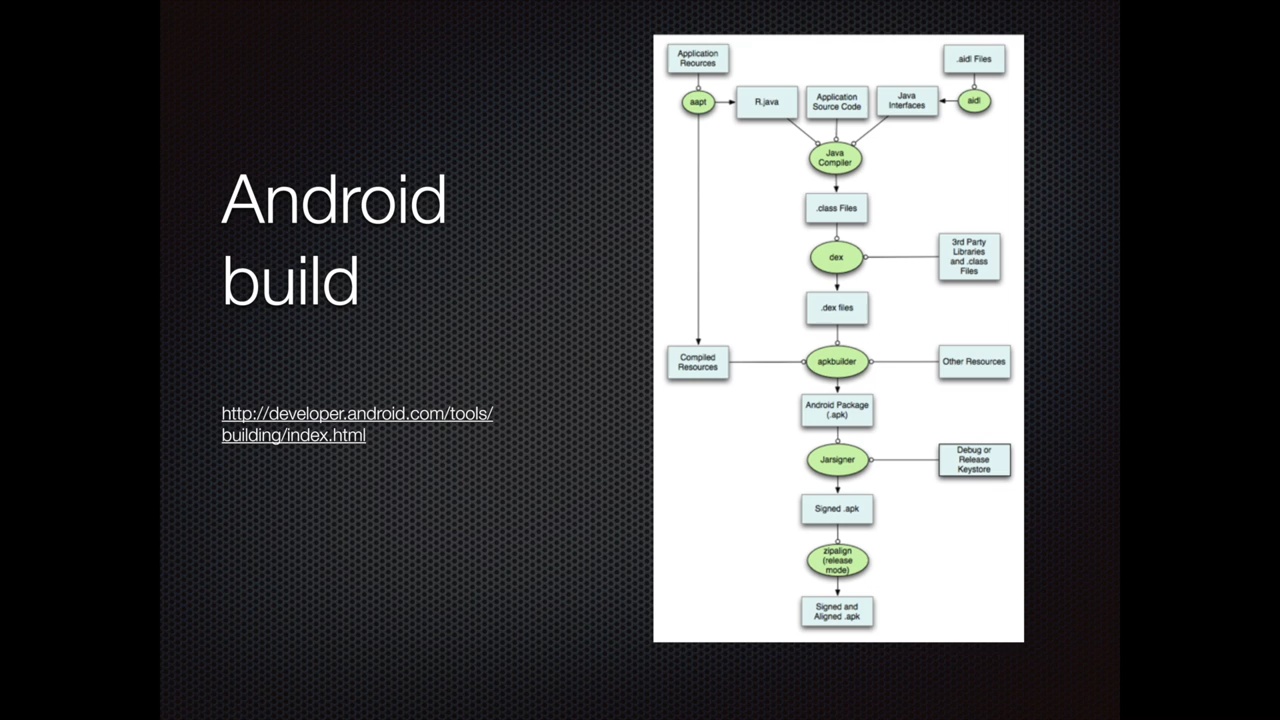 Android
build
http://developer.android.com/tools/
building/index.html
Application
Reources
.aidl Files
aapt
R.java
Application
Source Code
Java
Interfaces
aidl
Java
Compiler
.class Files
dex
3rd Party
Libraries
and .class
Files
.dex files
Compiled
Resources
apkbuilder
Other Resources
Android Package
(.apk)
Jarsigner
Debug or
Release
Keystore
Signed .apk
zipalign
(release
mode)
Signed and
Aligned .apk